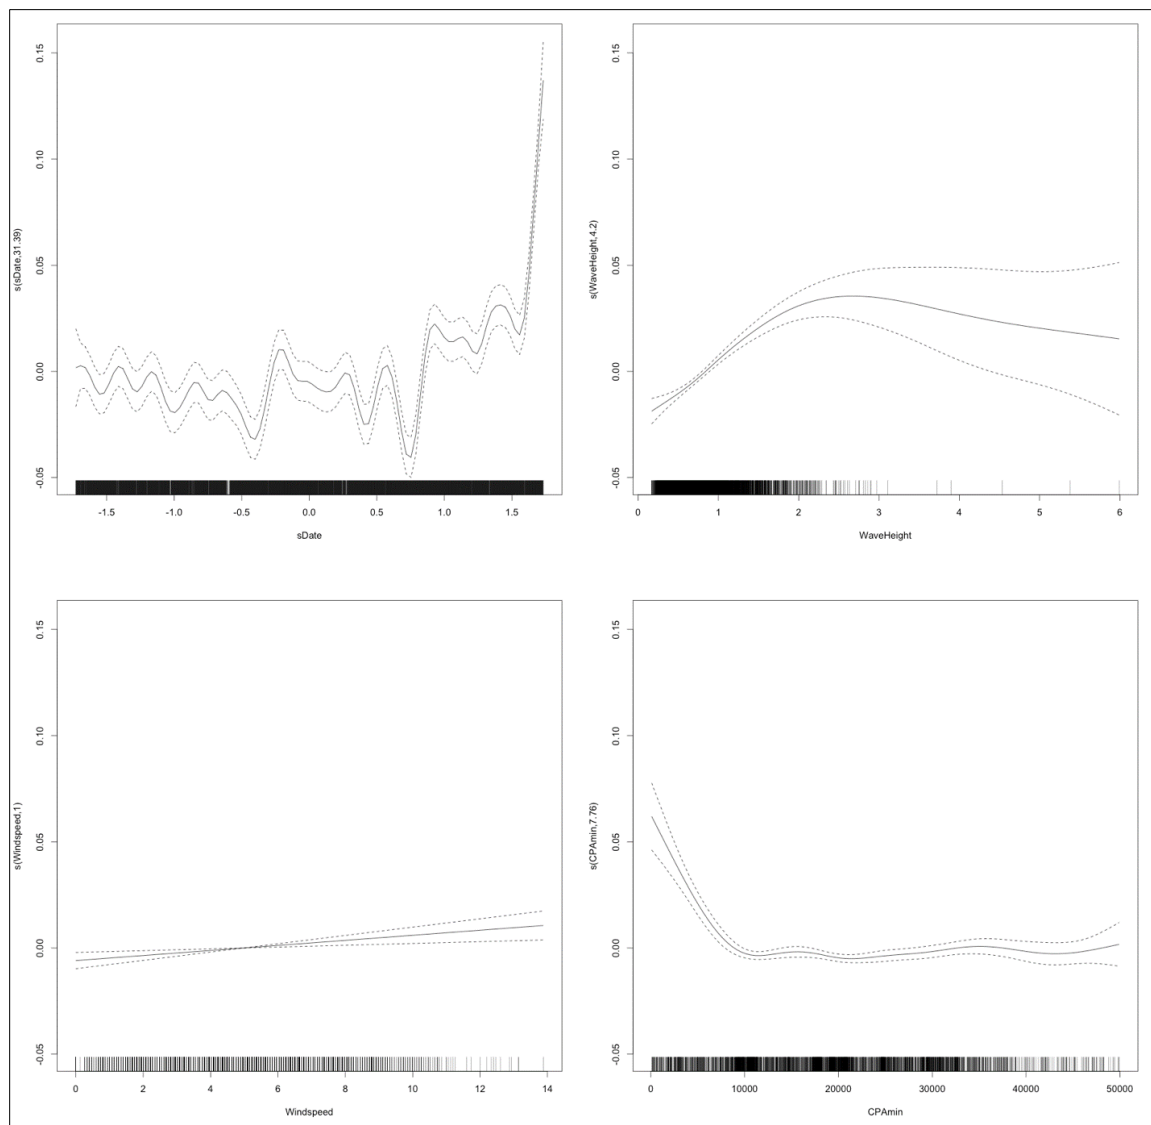 0.15
0.10
0.05
0.00
-0.05
s(sDate,31.39)
-1.5 -1.0 -0.5 0.0 0.5 1.0 1.5
sDate
0.15
0.10
0.05
0.00
-0.05
s(WaveHeight,4.2)
0 1 2 3 4 5 6
WaveHeight
0.15
0.10
0.05
0.00
-0.05
s(Windspeed,1)
0 2 4 6 8 10 12 14
Windspeed
0.15
0.10
0.05
0.00
-0.05
s(CPAmin,7.76)
0 10000 20000 30000 40000 50000
CPAmin